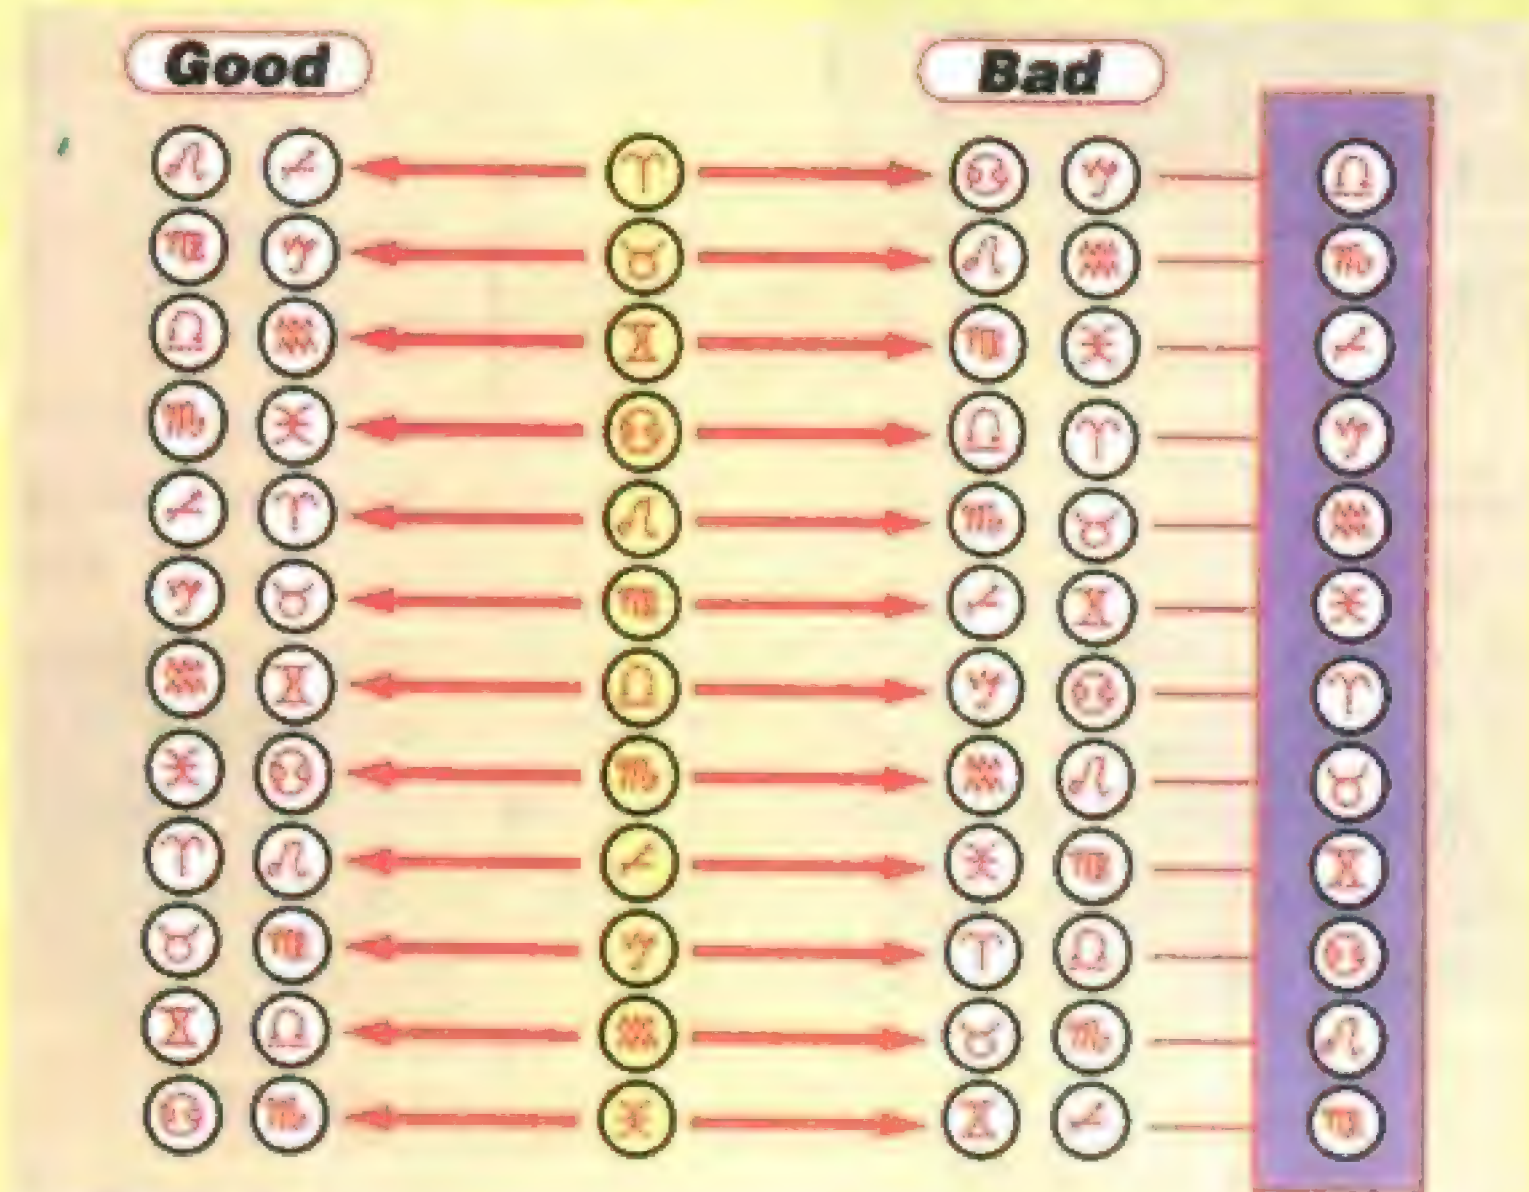 Good
Bad
♌ ♐ ♈ ♋ ♑ ♎
♍ ♑ ♉ ♌ ♒ ♏
♎ ♒ ♊ ♍ ♓ ♐
♏ ♓ ♋ ♎ ♈ ♑
♐ ♈ ♌ ♏ ♉ ♒
♑ ♉ ♍ ♐ ♊ ♓
♒ ♊ ♎ ♑ ♋ ♈
♓ ♋ ♏ ♒ ♌ ♉
♈ ♌ ♐ ♓ ♍ ♊
♉ ♍ ♑ ♈ ♎ ♋
♊ ♎ ♒ ♉ ♏ ♌
♋ ♏ ♓ ♊ ♐ ♍